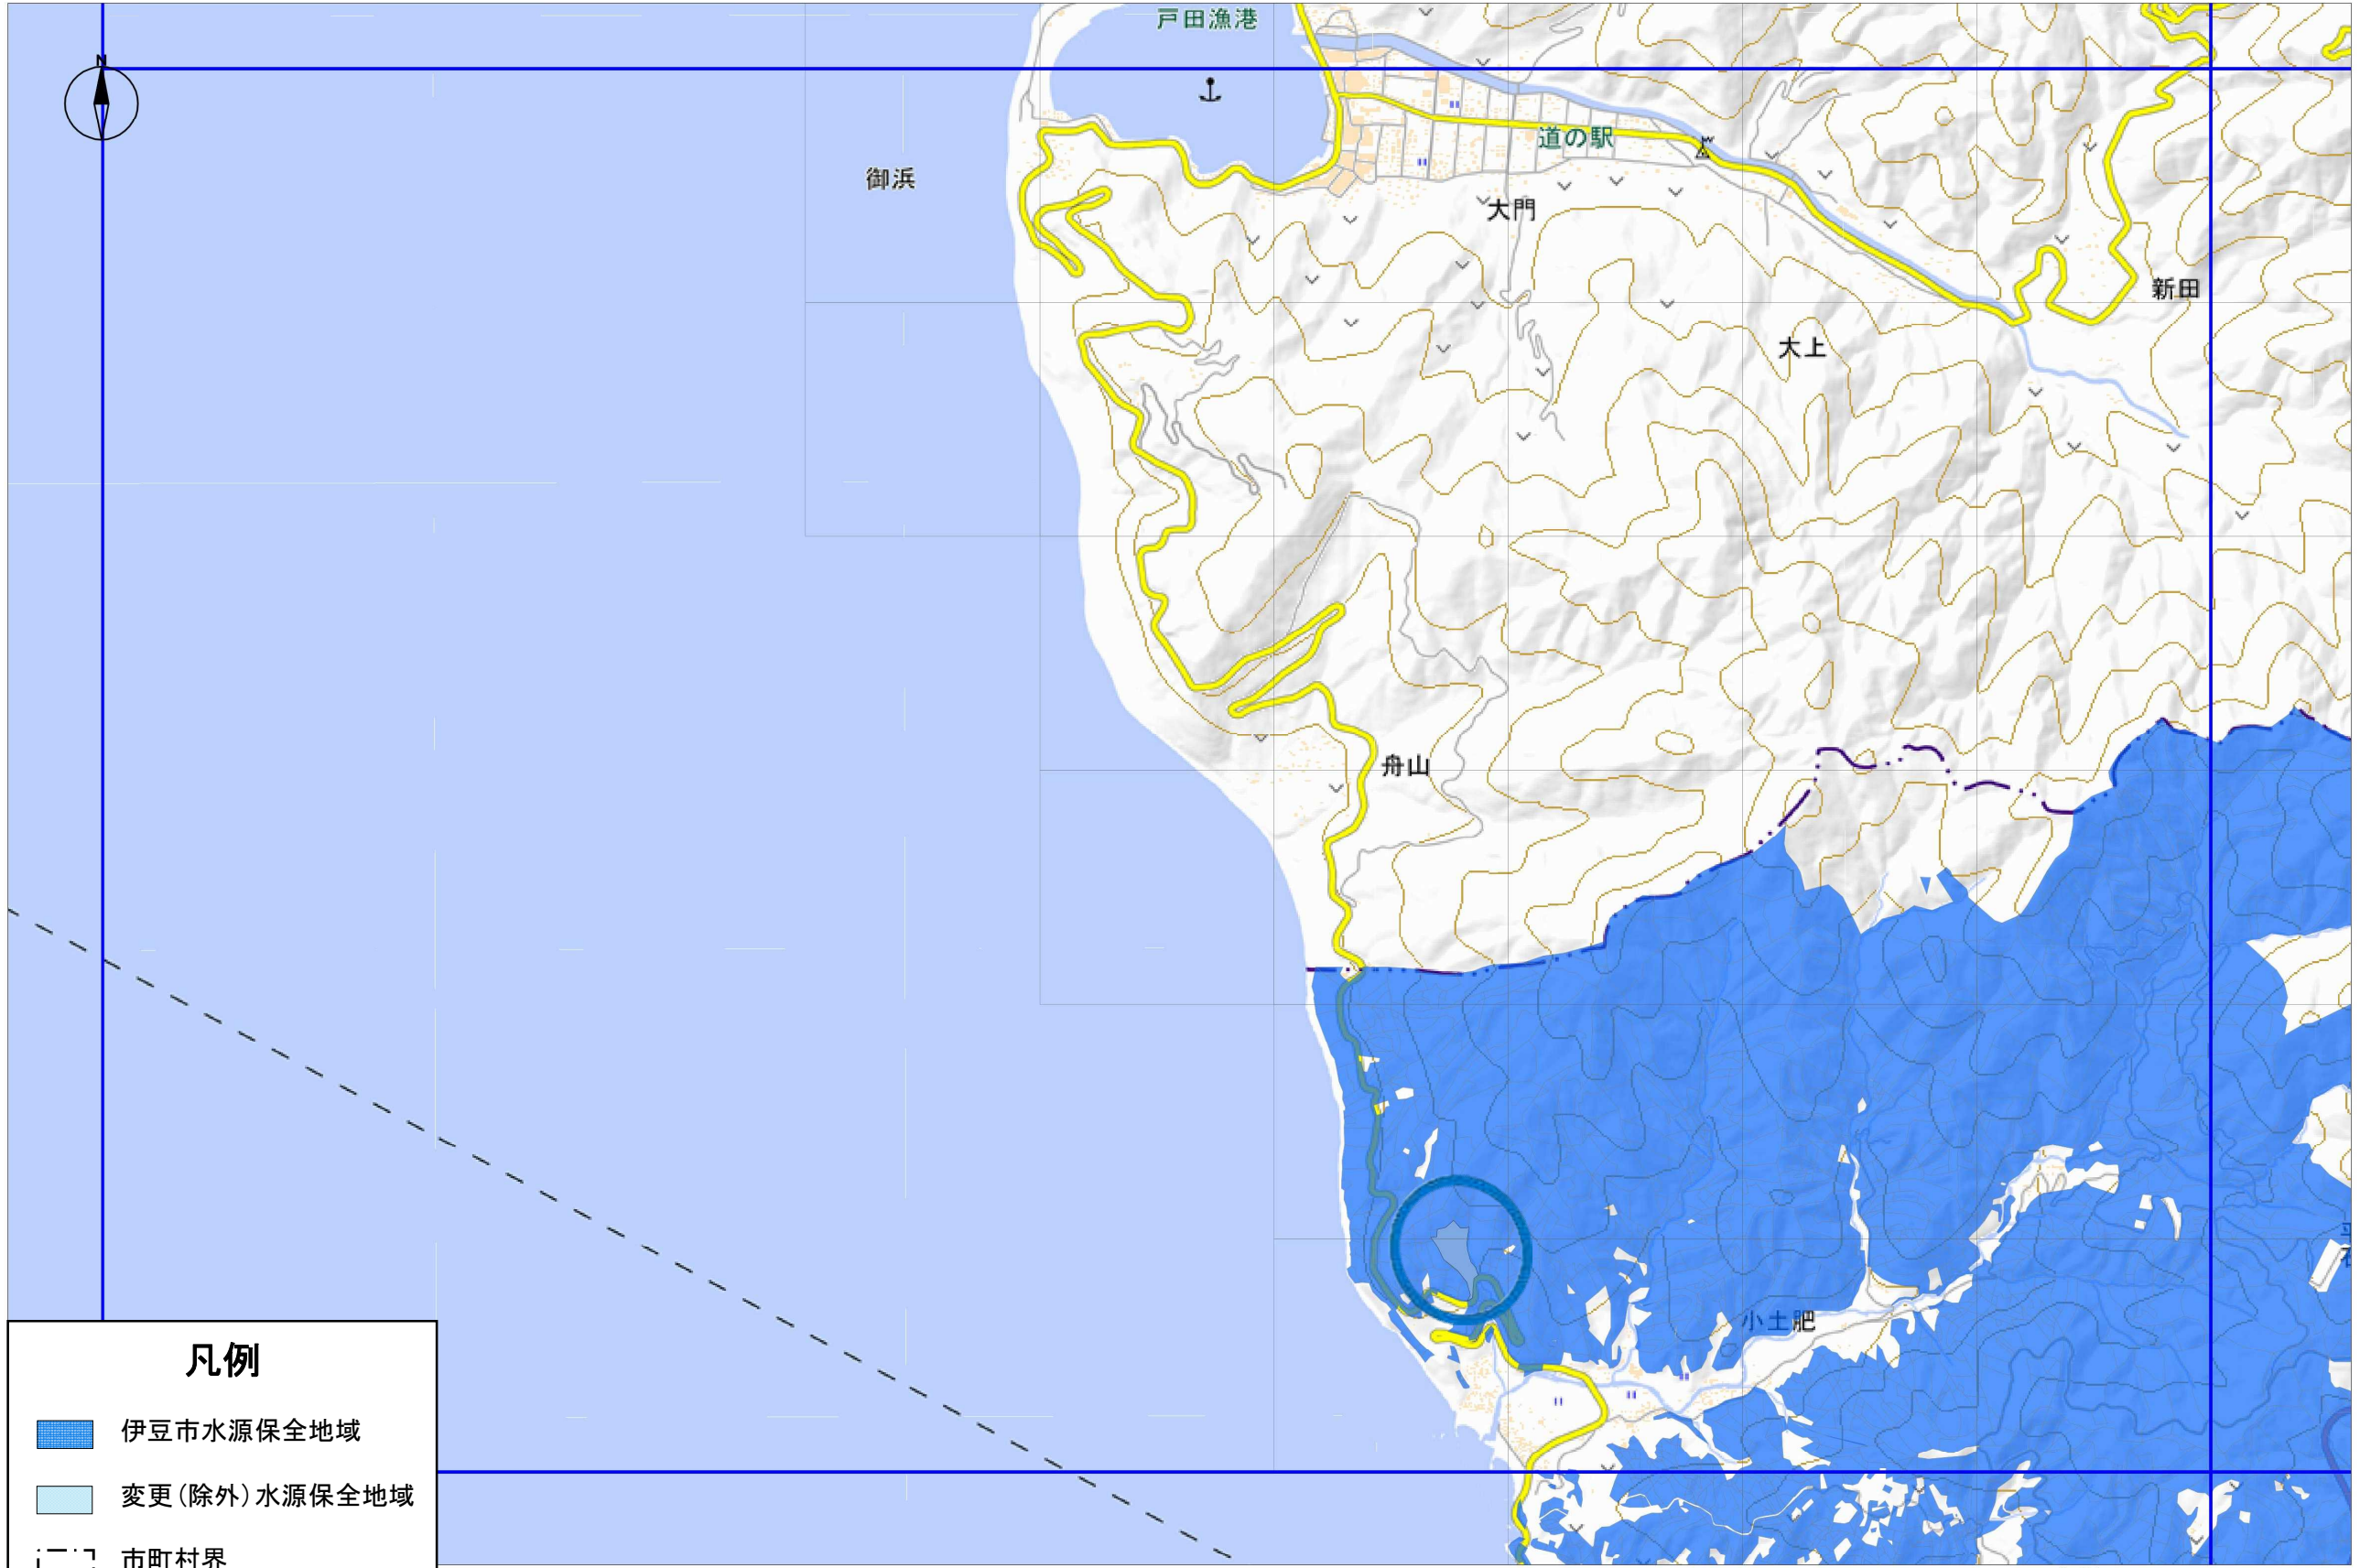 戸田漁港
N
道の駅
御浜
大門
新田
大上
舟山
小土肥
凡例
伊豆市水源保全地域
変更(除外)水源保全地域
市町村界